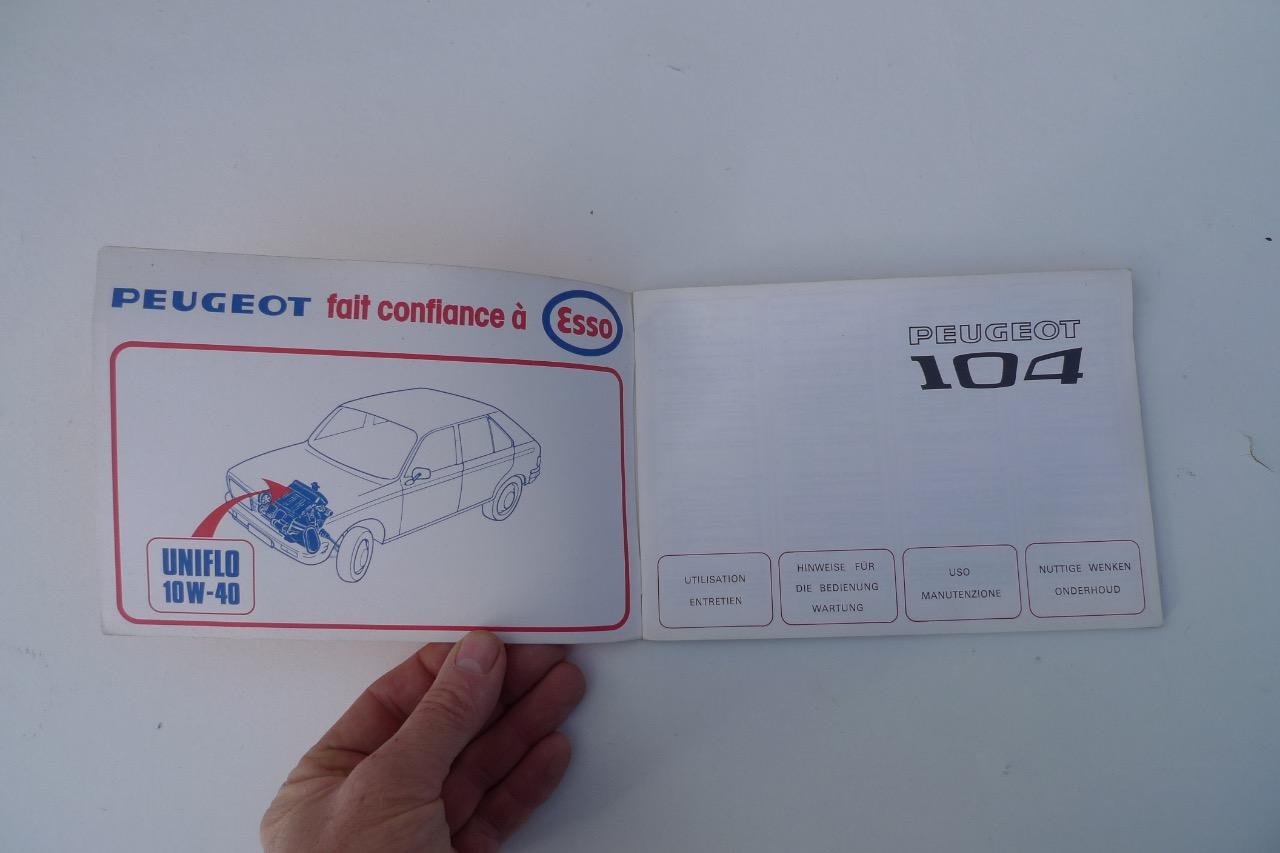 PEUGEOT fait confiance à Esso
UNIFLO
10W-40
PEUGEOT
104
UTILISATION
ENTRETIEN
HINWEISE FÜR
DIE BEDIENUNG
WARTUNG
USO
MANUTENZIONE
NUTTIGE WENKEN
ONDERHOUD